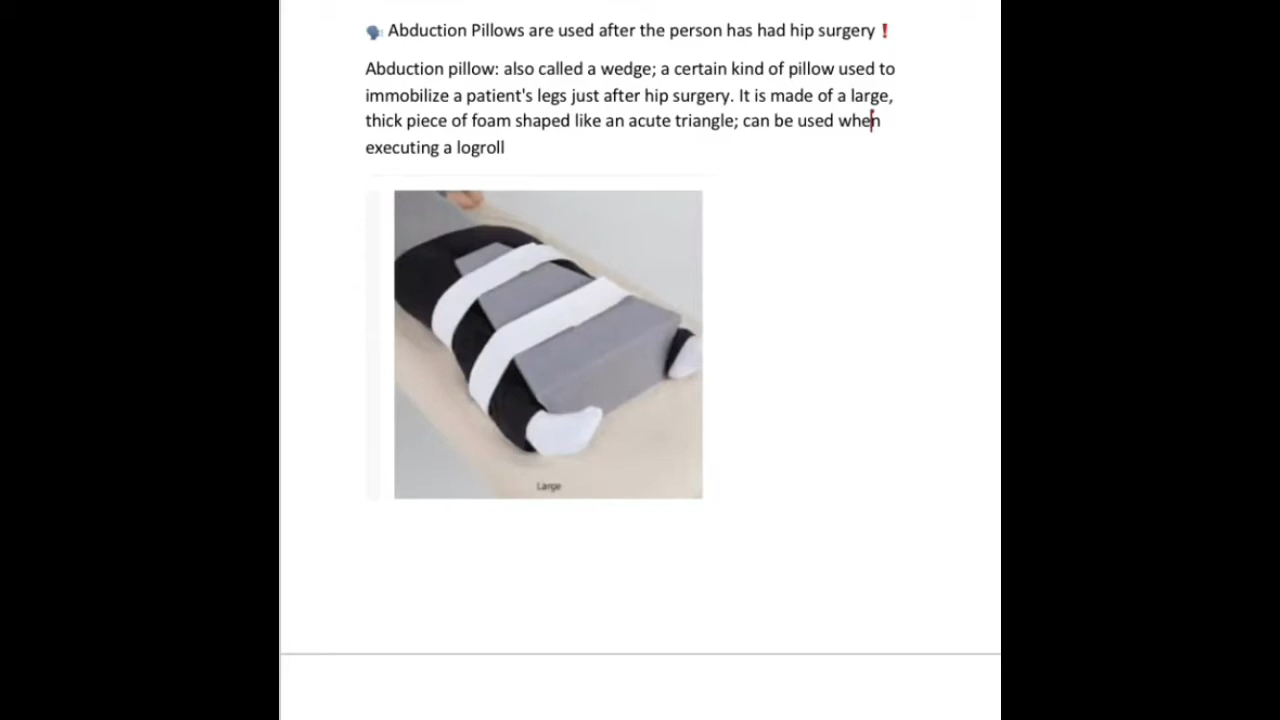 🗣 Abduction Pillows are used after the person has had hip surgery ❗
Abduction pillow: also called a wedge; a certain kind of pillow used to
immobilize a patient's legs just after hip surgery. It is made of a large,
thick piece of foam shaped like an acute triangle; can be used when
executing a logroll
Large